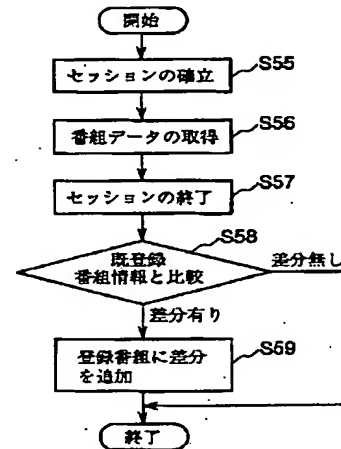 開始
セッションの確立
S55
番組データの取得
S56
セッションの終了
S57
S58
既登録
番組情報と比較
差分無し
差分有り
登録番組に差分
を追加
S59
終了